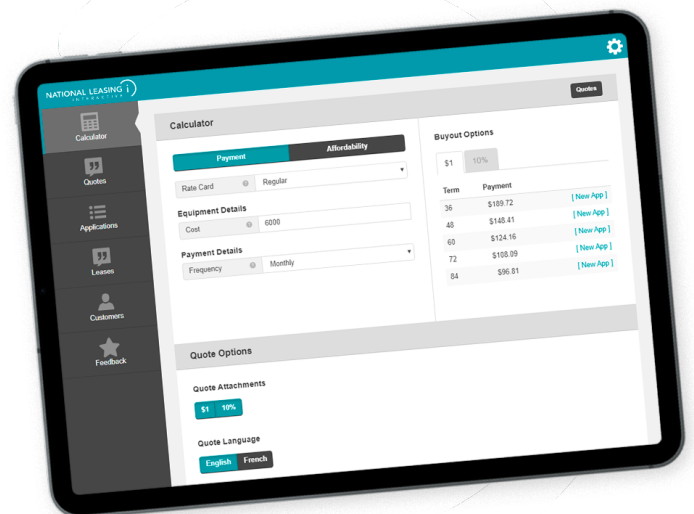 NATIONAL LEASING i
INTERACTIVE
Calculator
Quotes
Applications
Leases
Customers
Feedback
Calculator
Quotes
Payment Affordability
Rate Card Regular
Equipment Details
Cost 6000
Payment Details
Frequency Monthly
Buyout Options
$1 10%
Term Payment
36 $189.72 [ New App ]
48 $148.41 [ New App ]
60 $124.16 [ New App ]
72 $108.09 [ New App ]
84 $96.81 [ New App ]
Quote Options
Quote Attachments
$1 10%
Quote Language
English French